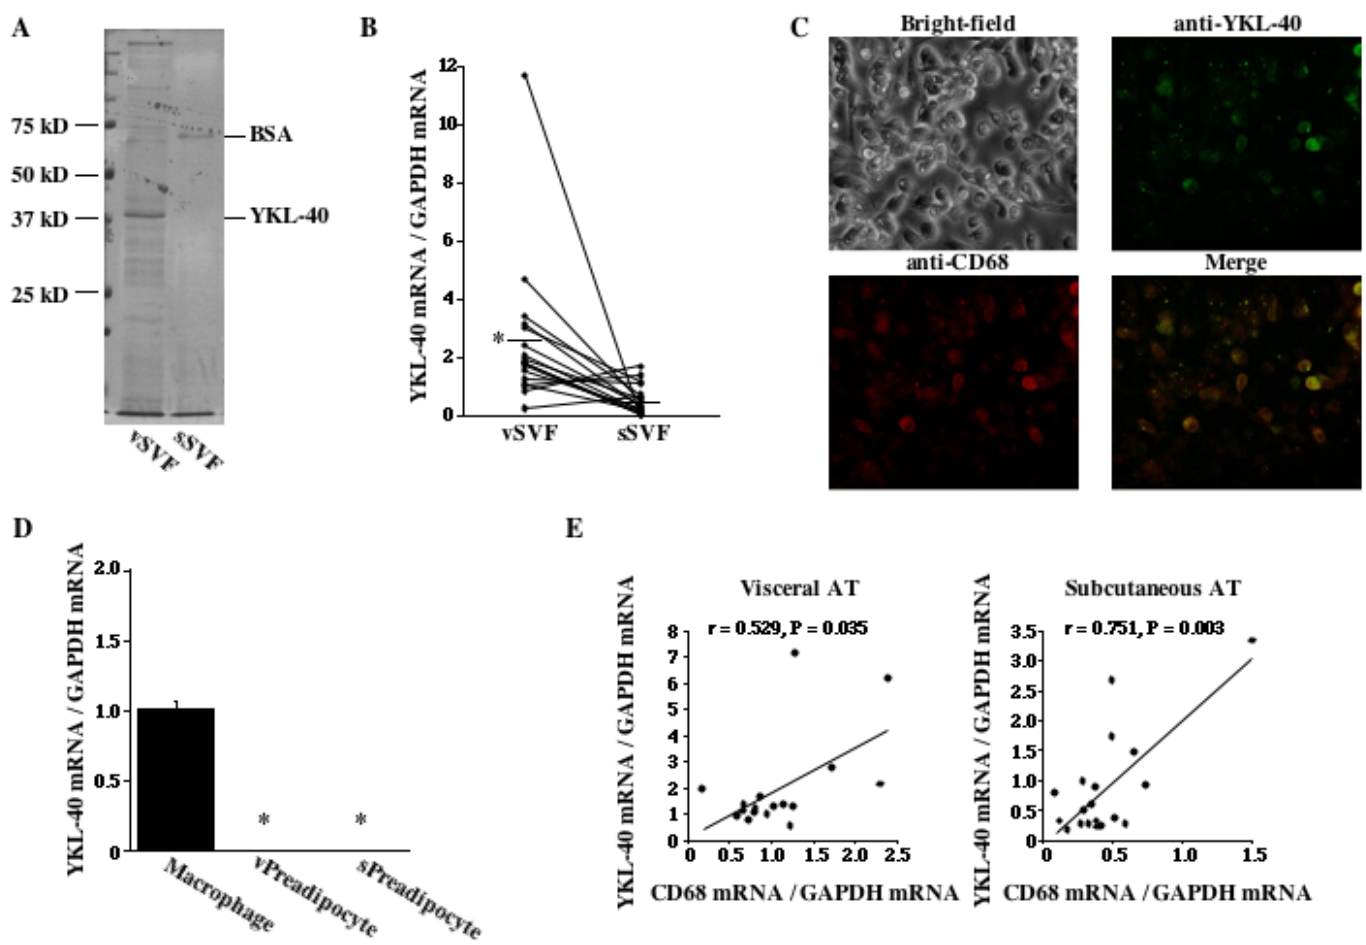 A
75 kD
50 kD
37 kD
25 kD
BSA
YKL-40
vSVF
sSVF
B
YKL-40 mRNA / GAPDH mRNA
12
10
8
6
4
2
0
*
vSVF
sSVF
C
Bright-field
anti-YKL-40
anti-CD68
Merge
D
YKL-40 mRNA / GAPDH mRNA
2.0
1.5
1.0
0.5
0
*
*
Macrophage
vPreadipocyte
sPreadipocyte
E
Visceral AT
r = 0.529, P = 0.035
YKL-40 mRNA / GAPDH mRNA
8
7
6
5
4
3
2
1
0
0 0.5 1.0 1.5 2.0 2.5
CD68 mRNA / GAPDH mRNA
Subcutaneous AT
r = 0.751, P = 0.003
YKL-40 mRNA / GAPDH mRNA
3.5
3.0
2.5
2.0
1.5
1.0
0.5
0
0 0.5 1.0 1.5
CD68 mRNA / GAPDH mRNA